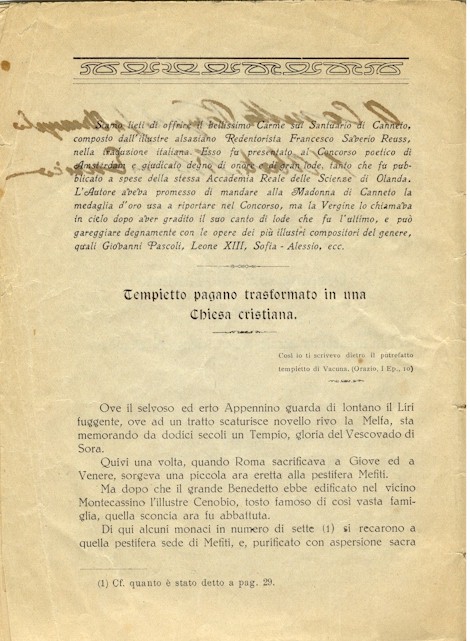 Siamo lieti di offrire il bellissimo Carme sul Santuario di Canneto,
composto dall'illustre alsaziano Redentorista Francesco Saverio Reuss,
nella traduzione italiana. Esso fu presentato al Concorso poetico di
Amsterdam e giudicato degno di onore e di gran lode, tanto che fu pub-
blicato a spese della stessa Accademia Reale delle Scienze di Olanda.
L'Autore aveva promesso di mandare alla Madonna di Canneto la
medaglia d'oro usa a riportare nel Concorso, ma la Vergine lo chiamava
in cielo dopo aver gradito il suo canto di lode che fu l'ultimo, e può
gareggiare degnamente con le opere dei più illustri compositori del genere,
quali Giovanni Pascoli, Leone XIII, Sofia - Alessio, ecc.
Tempietto pagano trasformato in una
Chiesa cristiana.
Così io ti scrivevo dietro il putrefatto
tempietto di Vacuna. (Orazio, I Ep., 10)
Ove il selvoso ed erto Appennino guarda di lontano il Liri
fuggente, ove ad un tratto scaturisce novello rivo la Melfa, sta
memorando da dodici secoli un Tempio, gloria del Vescovado di
Sora.
Quivi una volta, quando Roma sacrificava a Giove ed a
Venere, sorgeva una piccola ara eretta alla pestifera Mefiti.
Ma dopo che il grande Benedetto ebbe edificato nel vicino
Montecassino l'illustre Cenobio, tosto famoso di così vasta fami-
glia, quella sconcia ara fu abbattuta.
Di qui alcuni monaci in numero di sette (1) si recarono a
quella pestifera sede di Mefiti, e, purificato con aspersione sacra
(1) Cf. quanto è stato detto a pag. 29.